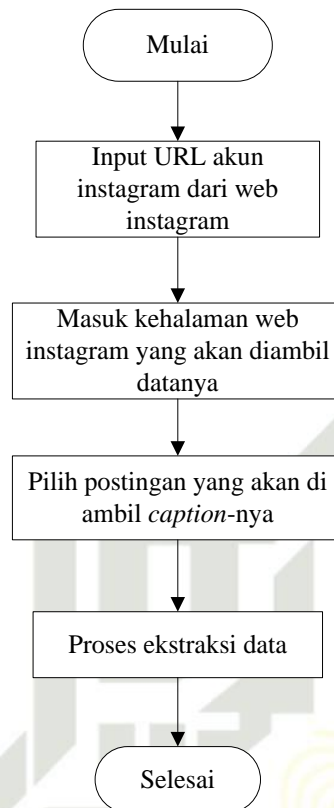 Mulai
Input URL akun
instagram dari web
instagram
Masuk kehalaman web
instagram yang akan diambil
datanya
Pilih postingan yang akan di
ambil caption-nya
Proses ekstraksi data
Selesai